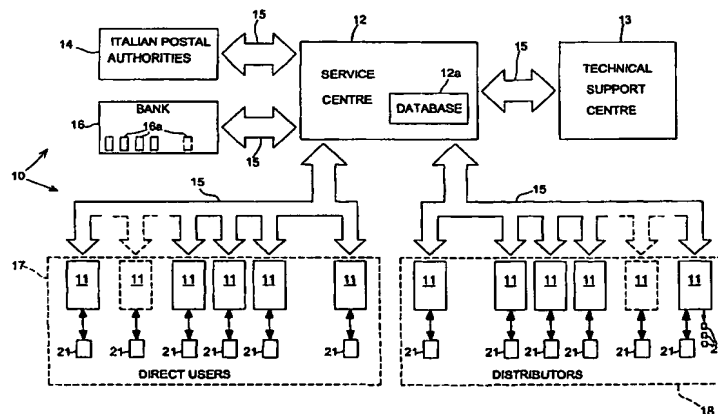 15 12 13
14 ITALIAN POSTAL AUTHORITIES
SERVICE CENTRE
12a
DATABASE
15
TECHNICAL SUPPORT CENTRE
BANK
16 16a
15
10
15 15
17 11 11 11 11 11 11 11 11 11 11 11 11
21 21 21 21 21 21 21 21 21 21 21 21
DIRECT USERS DISTRIBUTORS
18